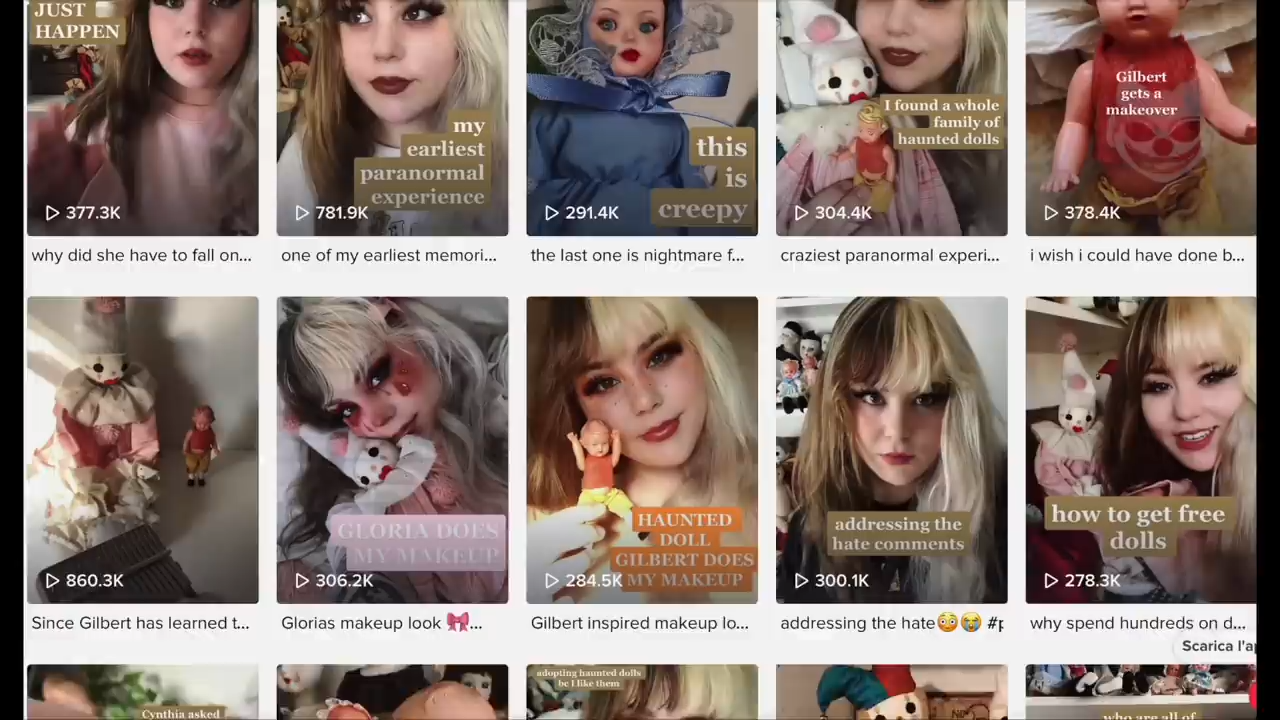 JUST
HAPPEN
my
earliest
paranormal
experience
this
is
creepy
I found a whole
family of
haunted dolls
Gilbert
gets a
makeover
377.3K
781.9K
291.4K
304.4K
378.4K
why did she have to fall on...
one of my earliest memori...
the last one is nightmare f...
craziest paranormal experi...
i wish i could have done b...
GLORIA DOES
MY MAKEUP
HAUNTED
DOLL
GILBERT DOES
MY MAKEUP
addressing the
hate comments
how to get free
dolls
860.3K
306.2K
284.5K
300.1K
278.3K
Since Gilbert has learned t...
Glorias makeup look 🎀...
Gilbert inspired makeup lo...
addressing the hate😳😭 #p
why spend hundreds on d...
Scarica l'ap
Cynthia asked
adopting haunted dolls
bc I like them
who are all of